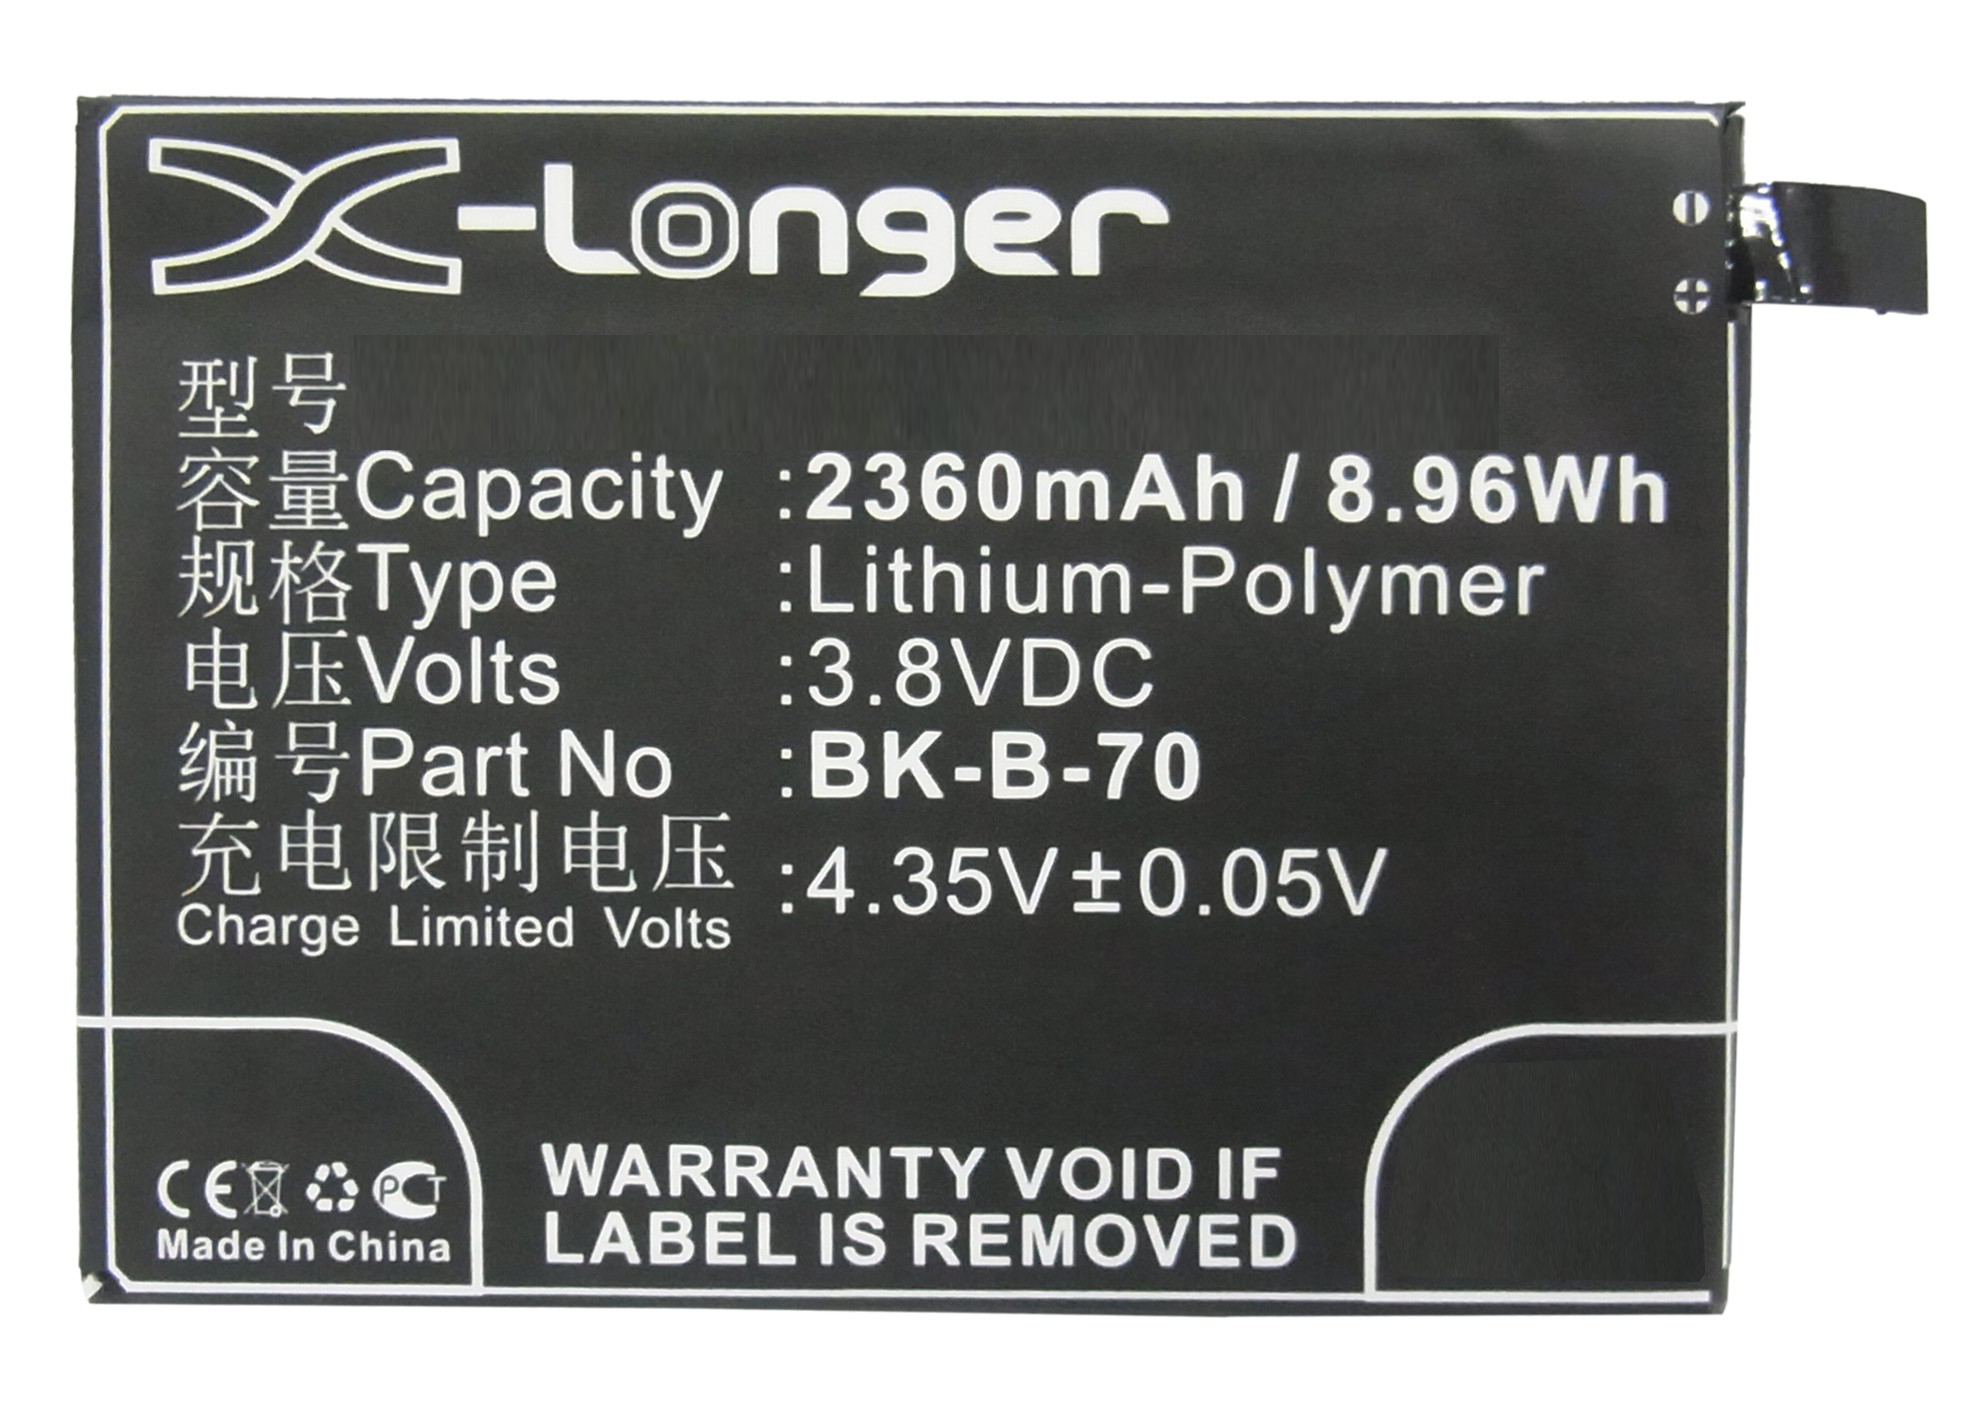 X-Longer
型号
容量Capacity :2360mAh / 8.96Wh
规格Type :Lithium-Polymer
电压Volts :3.8VDC
编号Part No :BK-B-70
充电限制电压 :4.35V±0.05V
Charge Limited Volts
CE PCT
Made In China
WARRANTY VOID IF
LABEL IS REMOVED